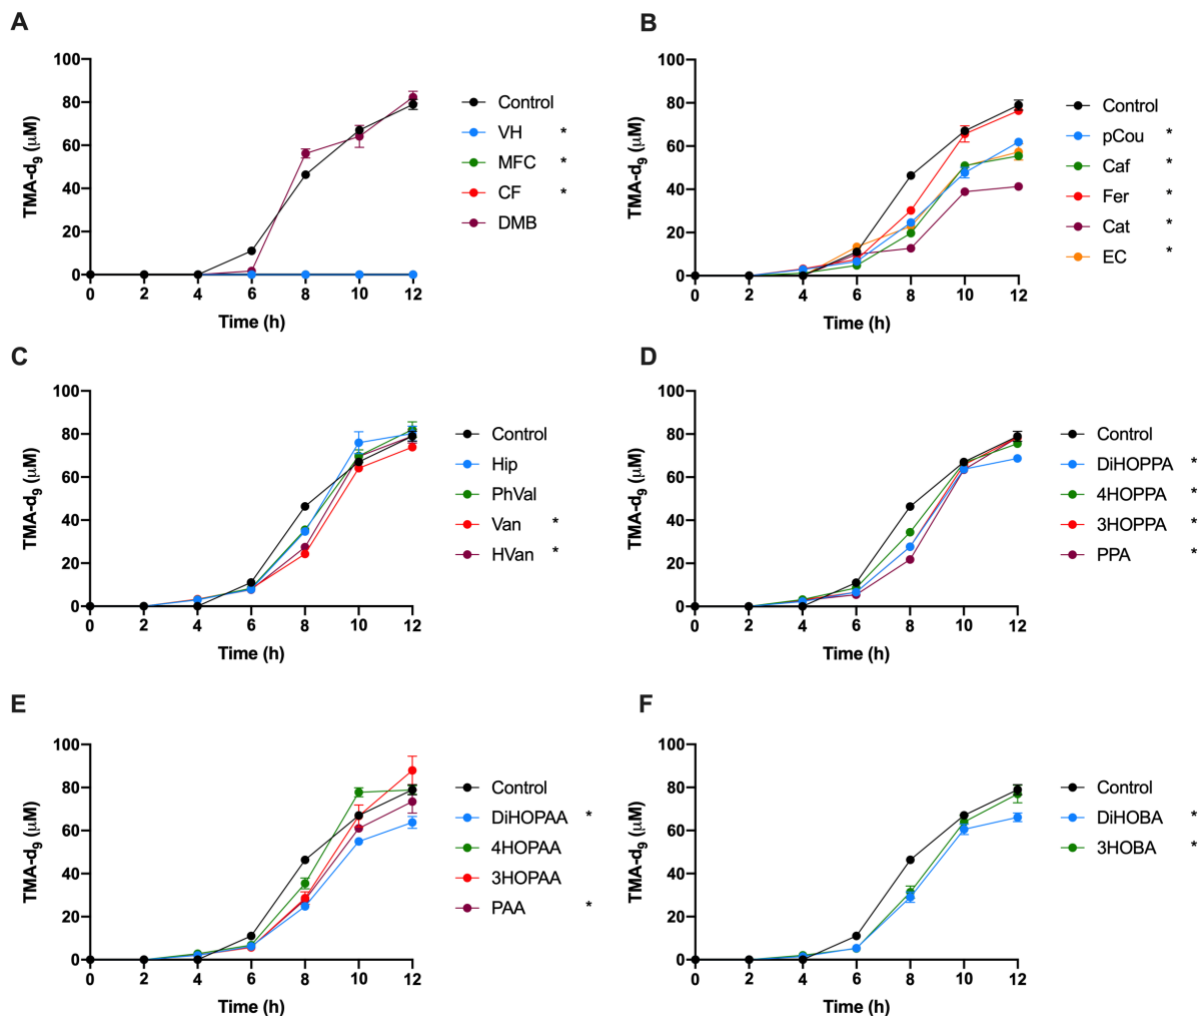 A
TMA-d9 (µM)
100
80
60
40
20
0
0 2 4 6 8 10 12
Time (h)
Control
VH *
MFC *
CF *
DMB
B
TMA-d9 (µM)
100
80
60
40
20
0
0 2 4 6 8 10 12
Time (h)
Control
pCou *
Caf *
Fer *
Cat *
EC *
C
TMA-d9 (µM)
100
80
60
40
20
0
0 2 4 6 8 10 12
Time (h)
Control
Hip
PhVal
Van *
HVan *
D
TMA-d9 (µM)
100
80
60
40
20
0
0 2 4 6 8 10 12
Time (h)
Control
DiHOPPA *
4HOPPA *
3HOPPA *
PPA *
E
TMA-d9 (µM)
100
80
60
40
20
0
0 2 4 6 8 10 12
Time (h)
Control
DiHOPAA *
4HOPAA
3HOPAA
PAA *
F
TMA-d9 (µM)
100
80
60
40
20
0
0 2 4 6 8 10 12
Time (h)
Control
DiHOBA *
3HOBA *